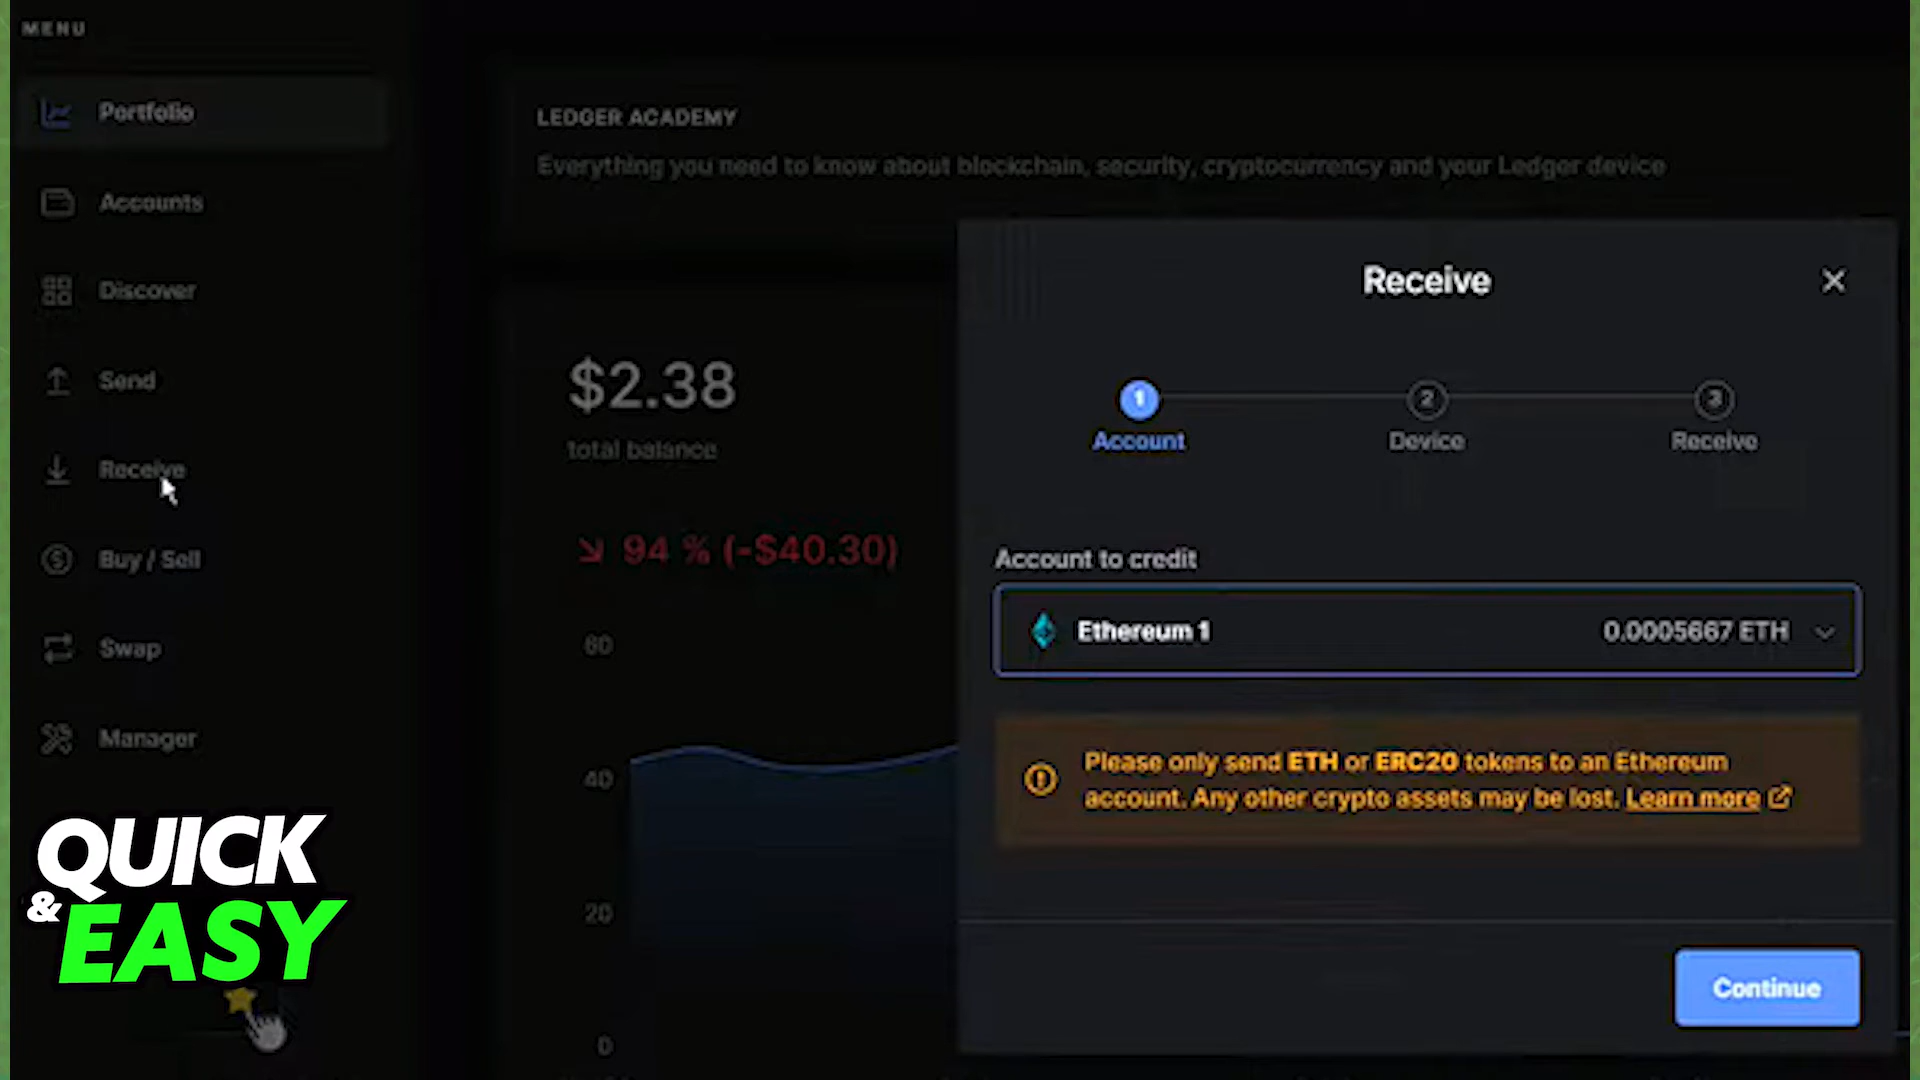 MENU
Portfolio
Accounts
Discover
Send
Receive
Buy / Sell
Swap
Manager
LEDGER ACADEMY
Everything you need to know about blockchain, security, cryptocurrency and your Ledger device
$2.38
total balance
94 % (-$40.30)
60
40
20
0
Receive
1
2
3
Account
Device
Receive
Account to credit
Ethereum 1
0.0005667 ETH
Please only send ETH or ERC20 tokens to an Ethereum
account. Any other crypto assets may be lost. Learn more
Continue
QUICK
&EASY